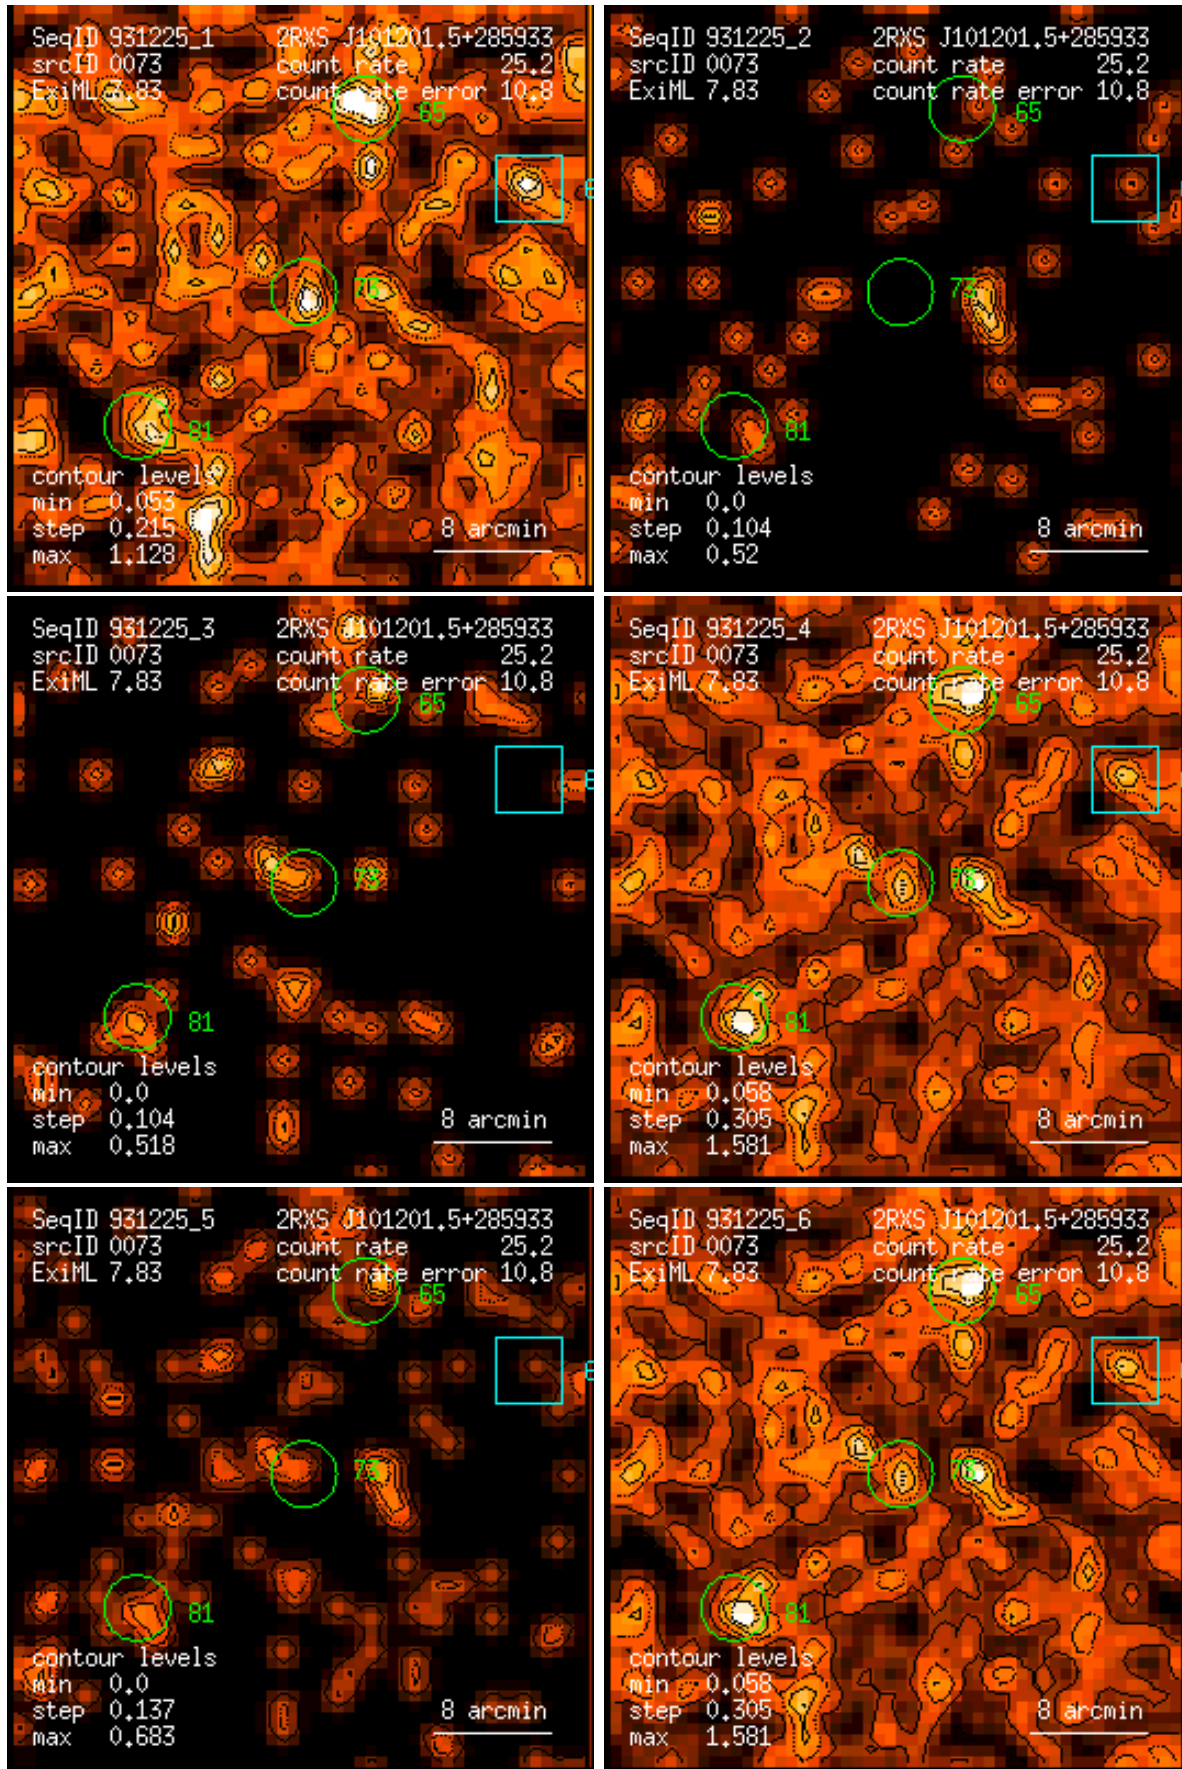 SeqID 931225_1 2RXS J101201.5+285933
srcID 0073 count rate 25.2
ExiML 7.83 count rate error 10.8
65
73
81
contour levels
min 0.053
step 0.215
max 1.128
8 arcmin
SeqID 931225_2 2RXS J101201.5+285933
srcID 0073 count rate 25.2
ExiML 7.83 count rate error 10.8
65
73
81
contour levels
min 0.0
step 0.104
max 0.52
8 arcmin
SeqID 931225_3 2RXS J101201.5+285933
srcID 0073 count rate 25.2
ExiML 7.83 count rate error 10.8
65
73
81
contour levels
min 0.0
step 0.104
max 0.518
8 arcmin
SeqID 931225_4 2RXS J101201.5+285933
srcID 0073 count rate 25.2
ExiML 7.83 count rate error 10.8
65
73
81
contour levels
min 0.058
step 0.305
max 1.581
8 arcmin
SeqID 931225_5 2RXS J101201.5+285933
srcID 0073 count rate 25.2
ExiML 7.83 count rate error 10.8
65
73
81
contour levels
min 0.0
step 0.137
max 0.683
8 arcmin
SeqID 931225_6 2RXS J101201.5+285933
srcID 0073 count rate 25.2
ExiML 7.83 count rate error 10.8
65
73
81
contour levels
min 0.058
step 0.305
max 1.581
8 arcmin